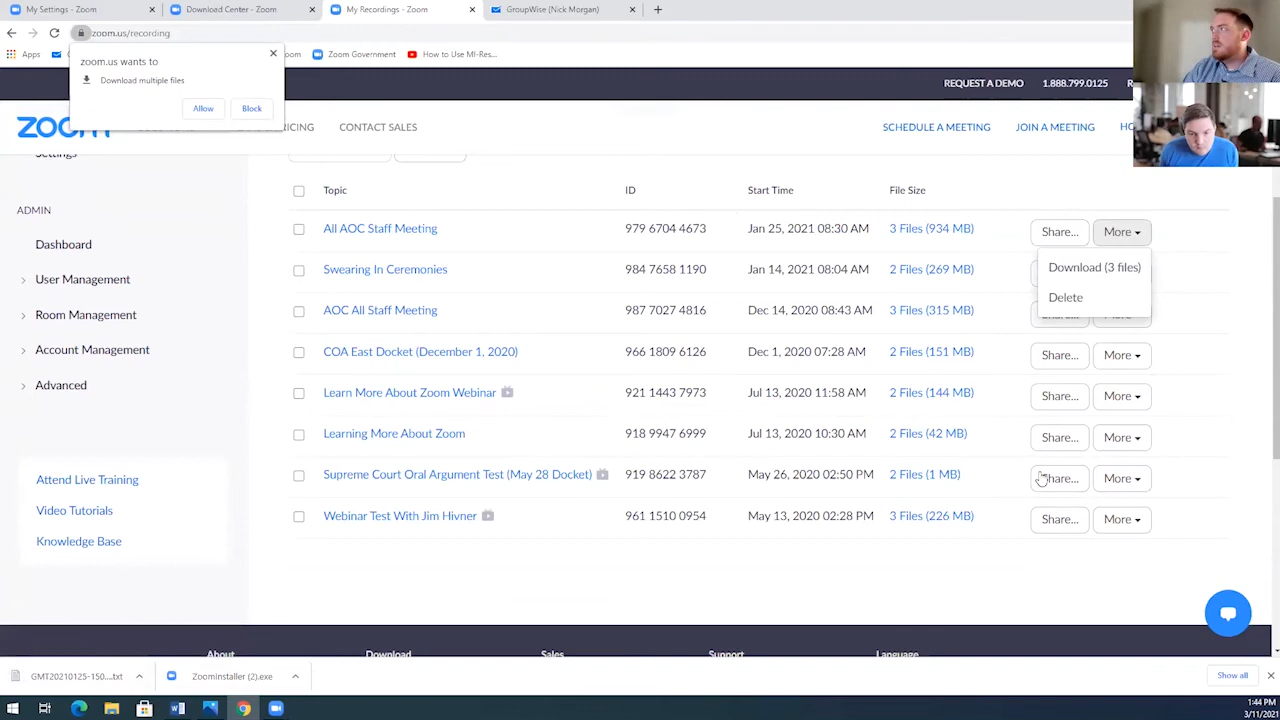 My Settings - Zoom
Download Center - Zoom
My Recordings - Zoom
GroupWise (Nick Morgan)
zoom.us/recording
Apps
oom
Zoom Government
How to Use MI-Res...
zoom.us wants to
Download multiple files
Allow
Block
REQUEST A DEMO
1.888.799.0125
R
zoom
RICING
CONTACT SALES
SCHEDULE A MEETING
JOIN A MEETING
HO
Settings
ADMIN
Dashboard
User Management
Room Management
Account Management
Advanced
Attend Live Training
Video Tutorials
Knowledge Base
Topic ID Start Time File Size
All AOC Staff Meeting 979 6704 4673 Jan 25, 2021 08:30 AM 3 Files (934 MB) Share... More
Swearing In Ceremonies 984 7658 1190 Jan 14, 2021 08:04 AM 2 Files (269 MB)
Download (3 files)
Delete
AOC All Staff Meeting 987 7027 4816 Dec 14, 2020 08:43 AM 3 Files (315 MB)
COA East Docket (December 1, 2020) 966 1809 6126 Dec 1, 2020 07:28 AM 2 Files (151 MB) Share... More
Learn More About Zoom Webinar 921 1443 7973 Jul 13, 2020 11:58 AM 2 Files (144 MB) Share... More
Learning More About Zoom 918 9947 6999 Jul 13, 2020 10:30 AM 2 Files (42 MB) Share... More
Supreme Court Oral Argument Test (May 28 Docket) 919 8622 3787 May 26, 2020 02:50 PM 2 Files (1 MB) Share... More
Webinar Test With Jim Hivner 961 1510 0954 May 13, 2020 02:28 PM 3 Files (226 MB) Share... More
About
Download
Sales
Support
Language
GMT20210125-150....txt
Zoominstaller (2).exe
Show all
1:44 PM
3/11/2021